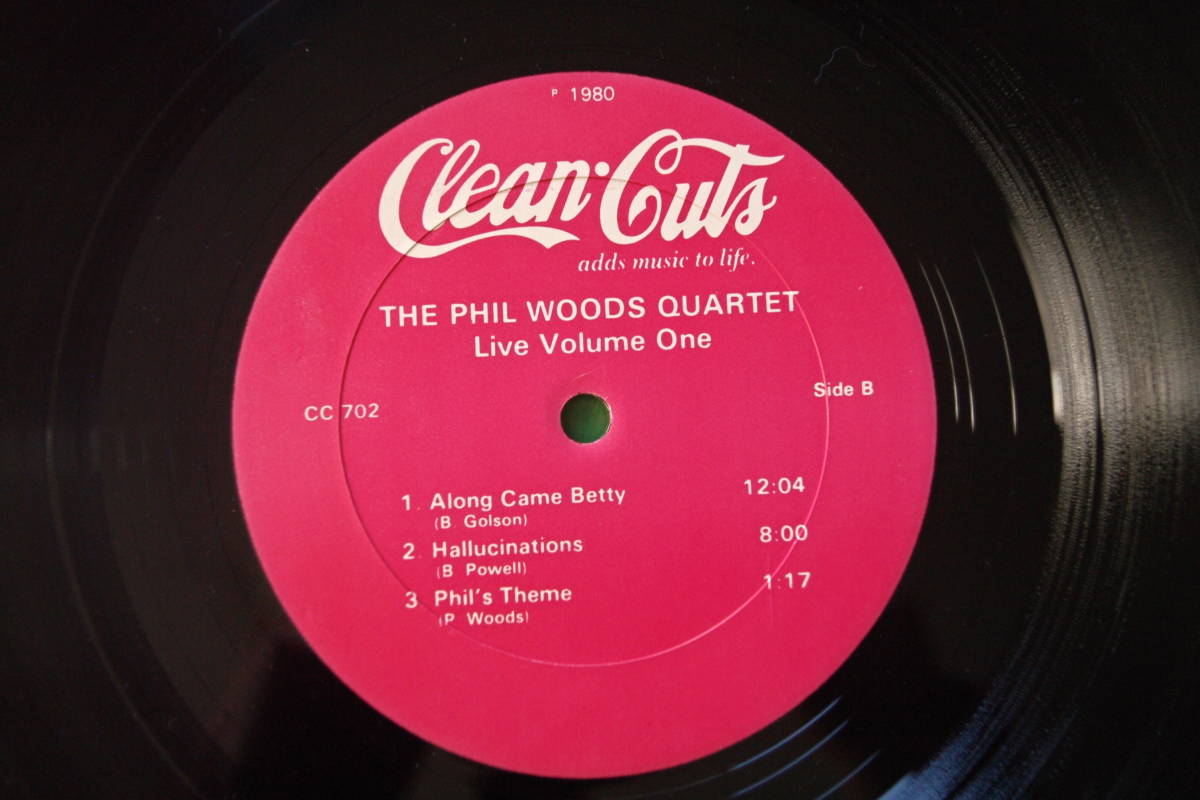 P 1980
Clean·Cuts
adds music to life.
THE PHIL WOODS QUARTET
Live Volume One
CC 702
Side B
1. Along Came Betty 12:04
(B Golson)
2. Hallucinations 8:00
(B Powell)
3 Phil's Theme 1:17
(P Woods)